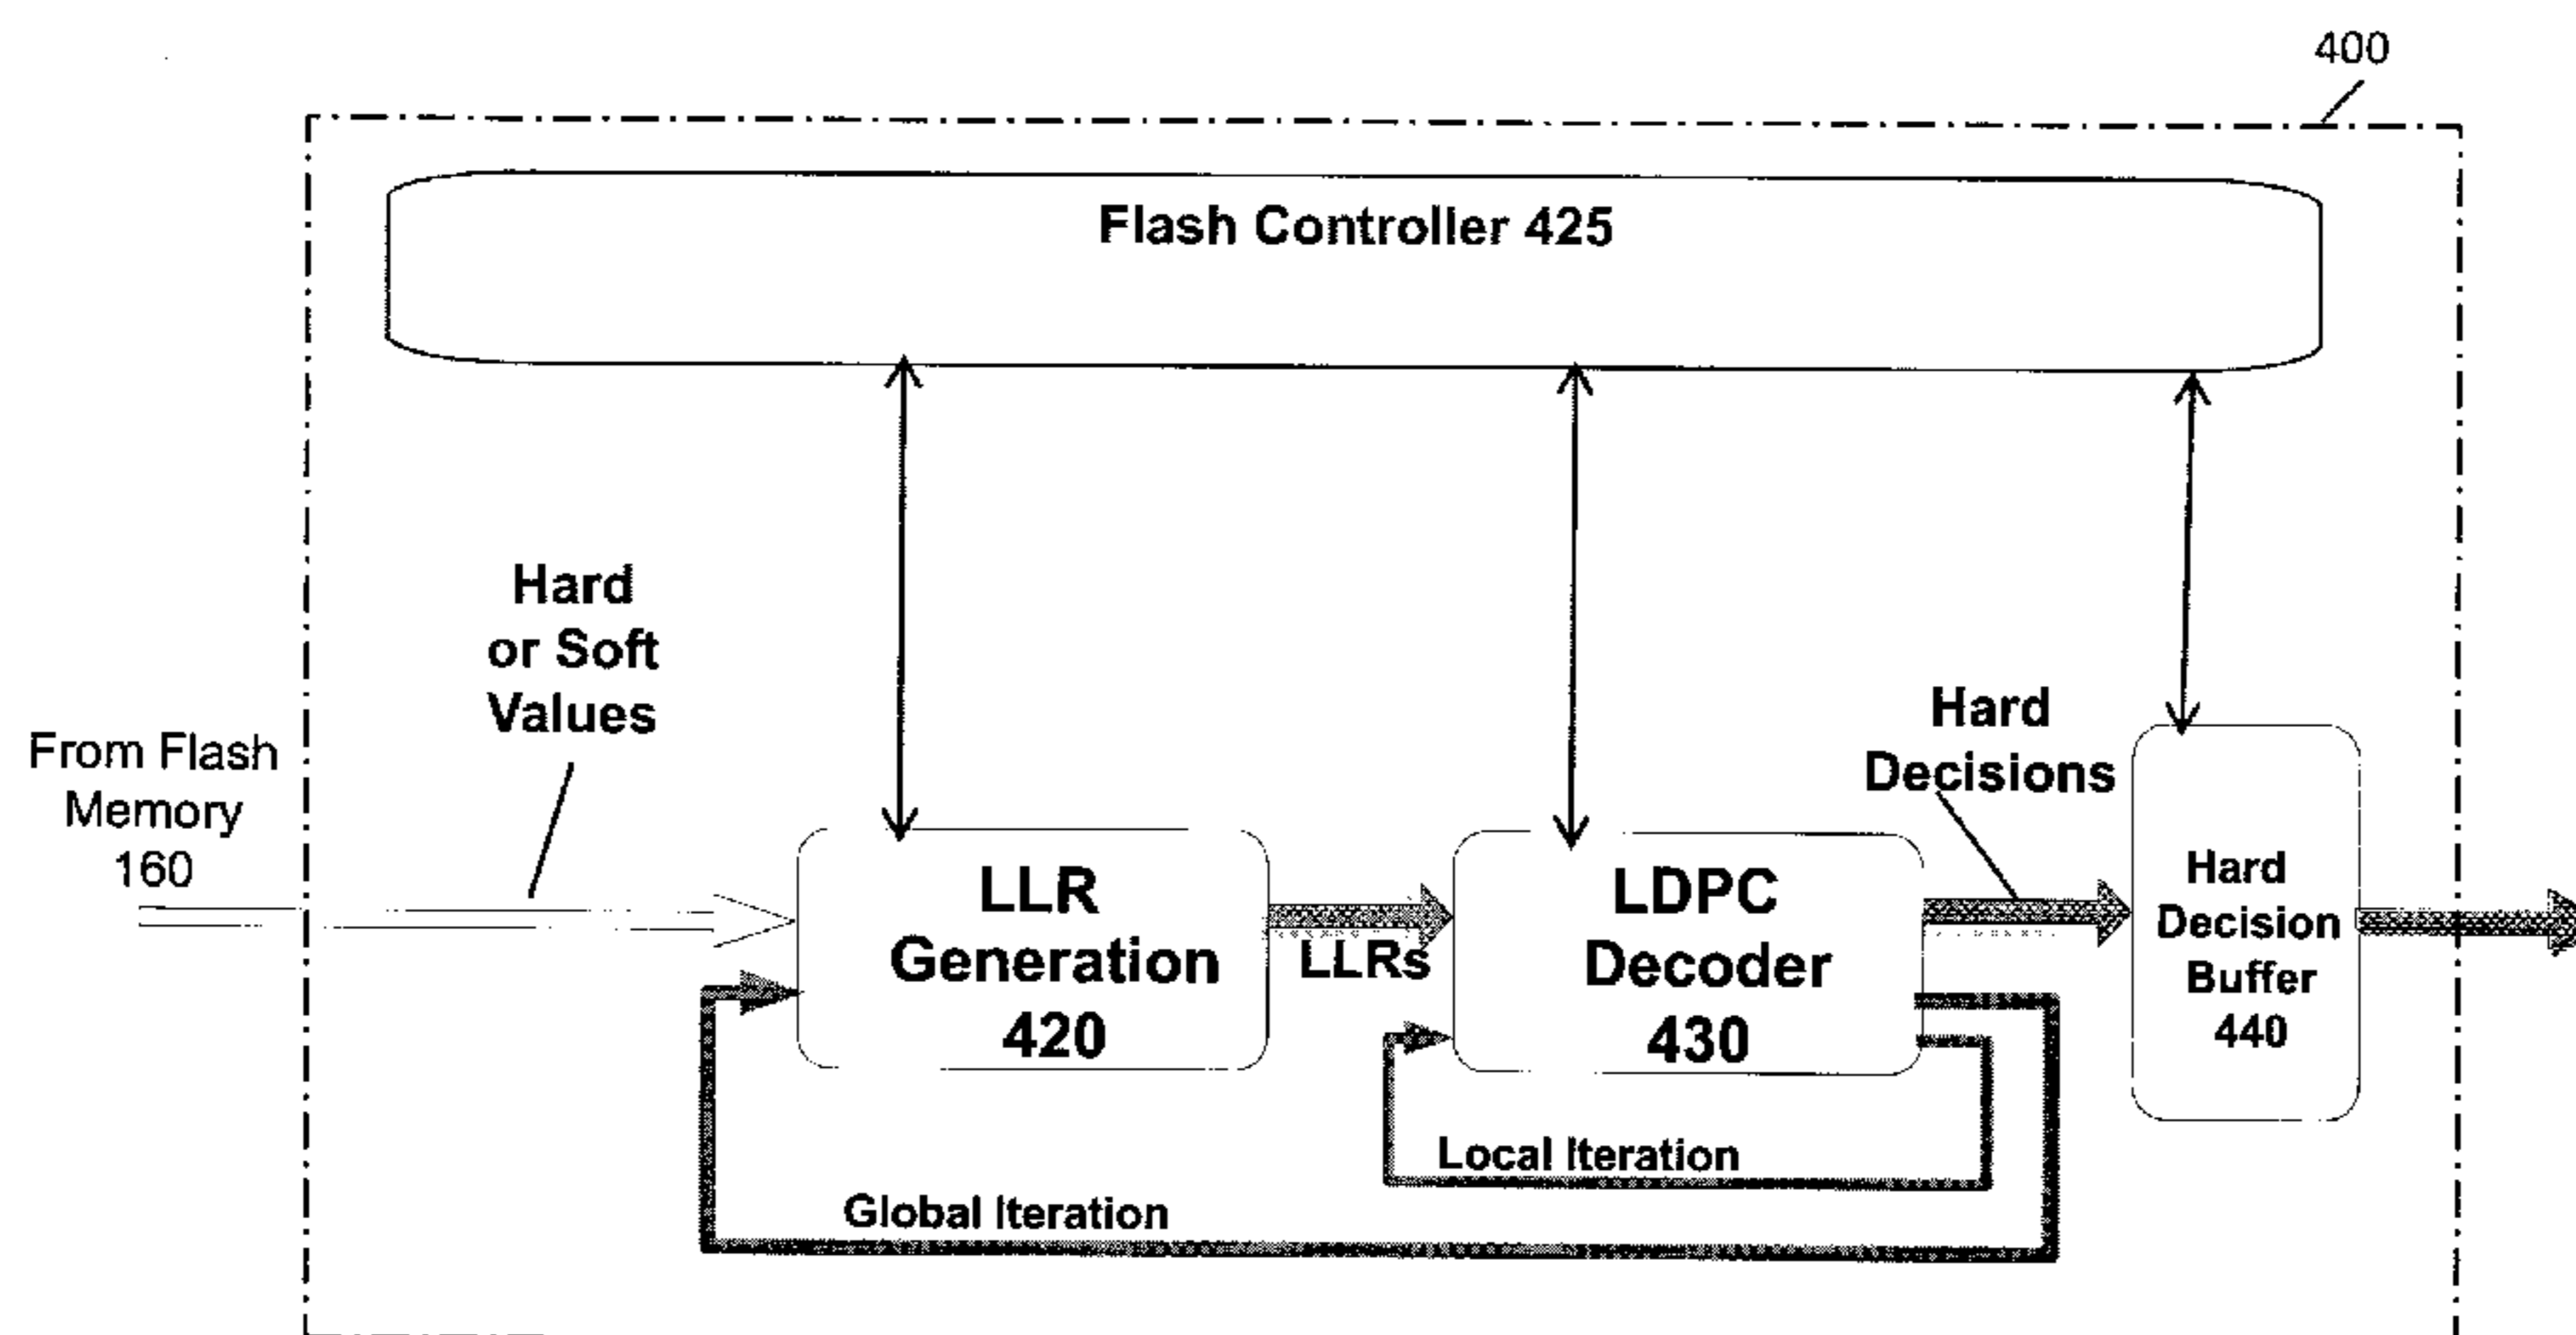 400
Flash Controller 425
Hard
or Soft
Values
From Flash
Memory
160
LLR
Generation
420
LLRs
LDPC
Decoder
430
Hard
Decisions
Hard
Decision
Buffer
440
Local Iteration
Global Iteration